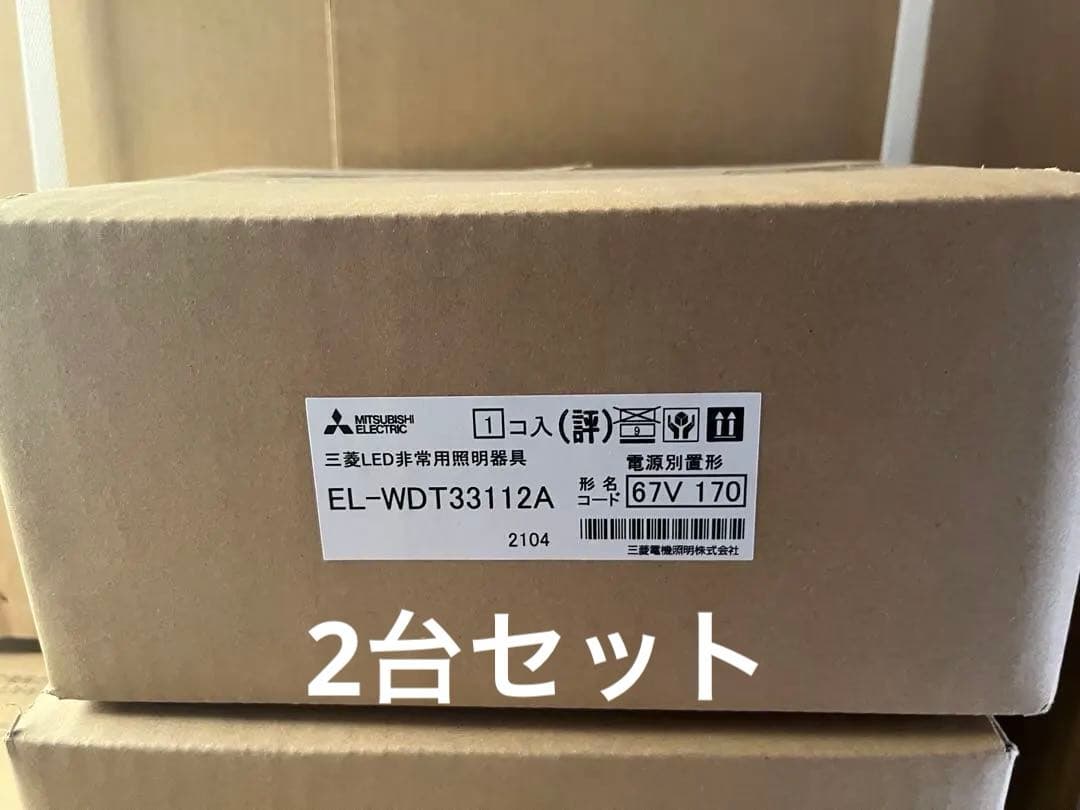 MITSUBISHI
ELECTRIC
1コ入(評)
9
三菱LED非常用照明器具
電源別置形
EL-WDT33112A
形名
コード
67V 170
2104
三菱電機照明株式会社
2台セット